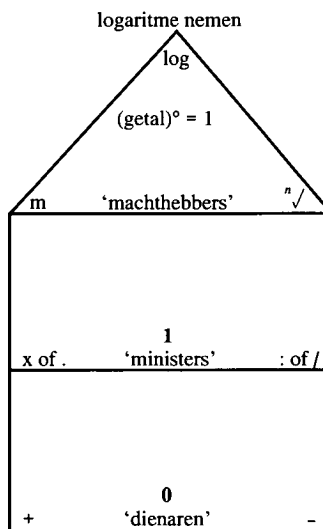 logaritme nemen
log
(getal)° = 1
m 'machthebbers' ⁿ√
1
x of . 'ministers' : of /
0
+ 'dienaren' –